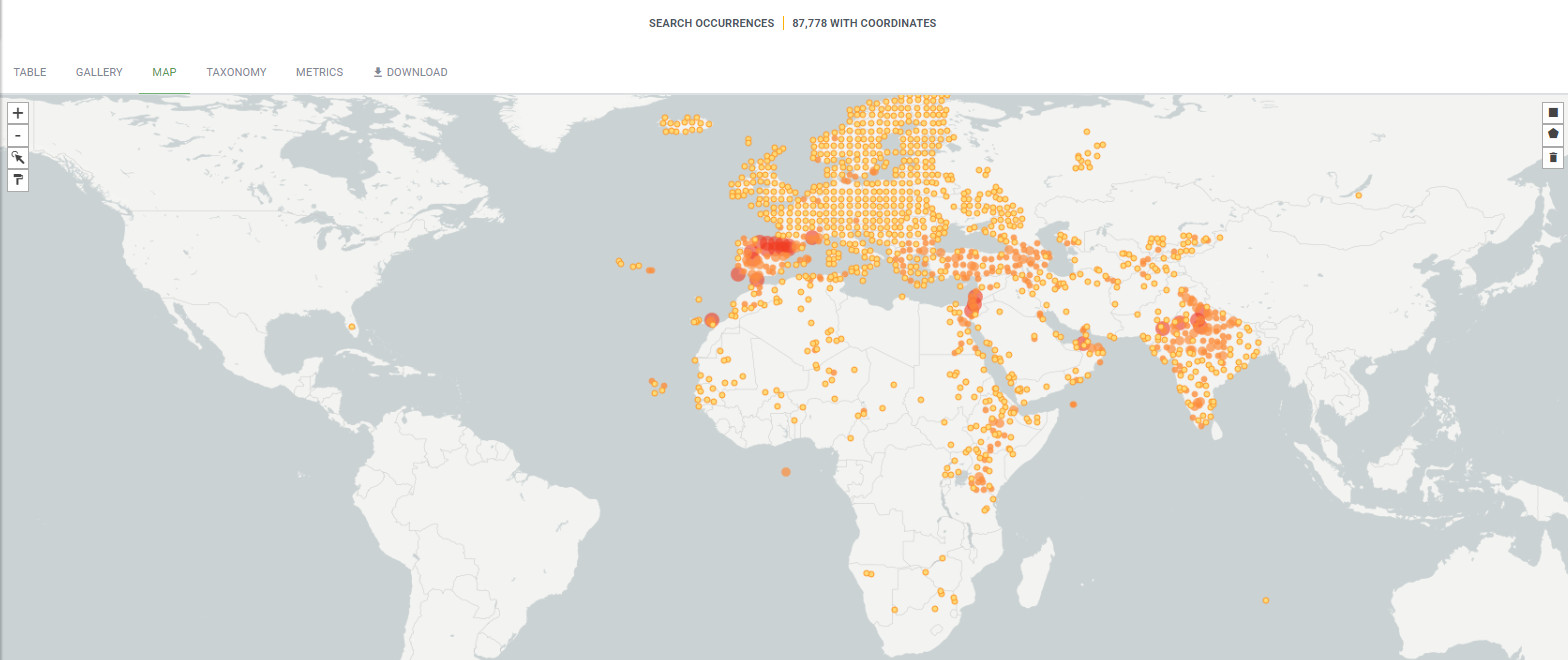 SEARCH OCCURRENCES | 87,778 WITH COORDINATES
TABLE GALLERY MAP TAXONOMY METRICS DOWNLOAD
+
-